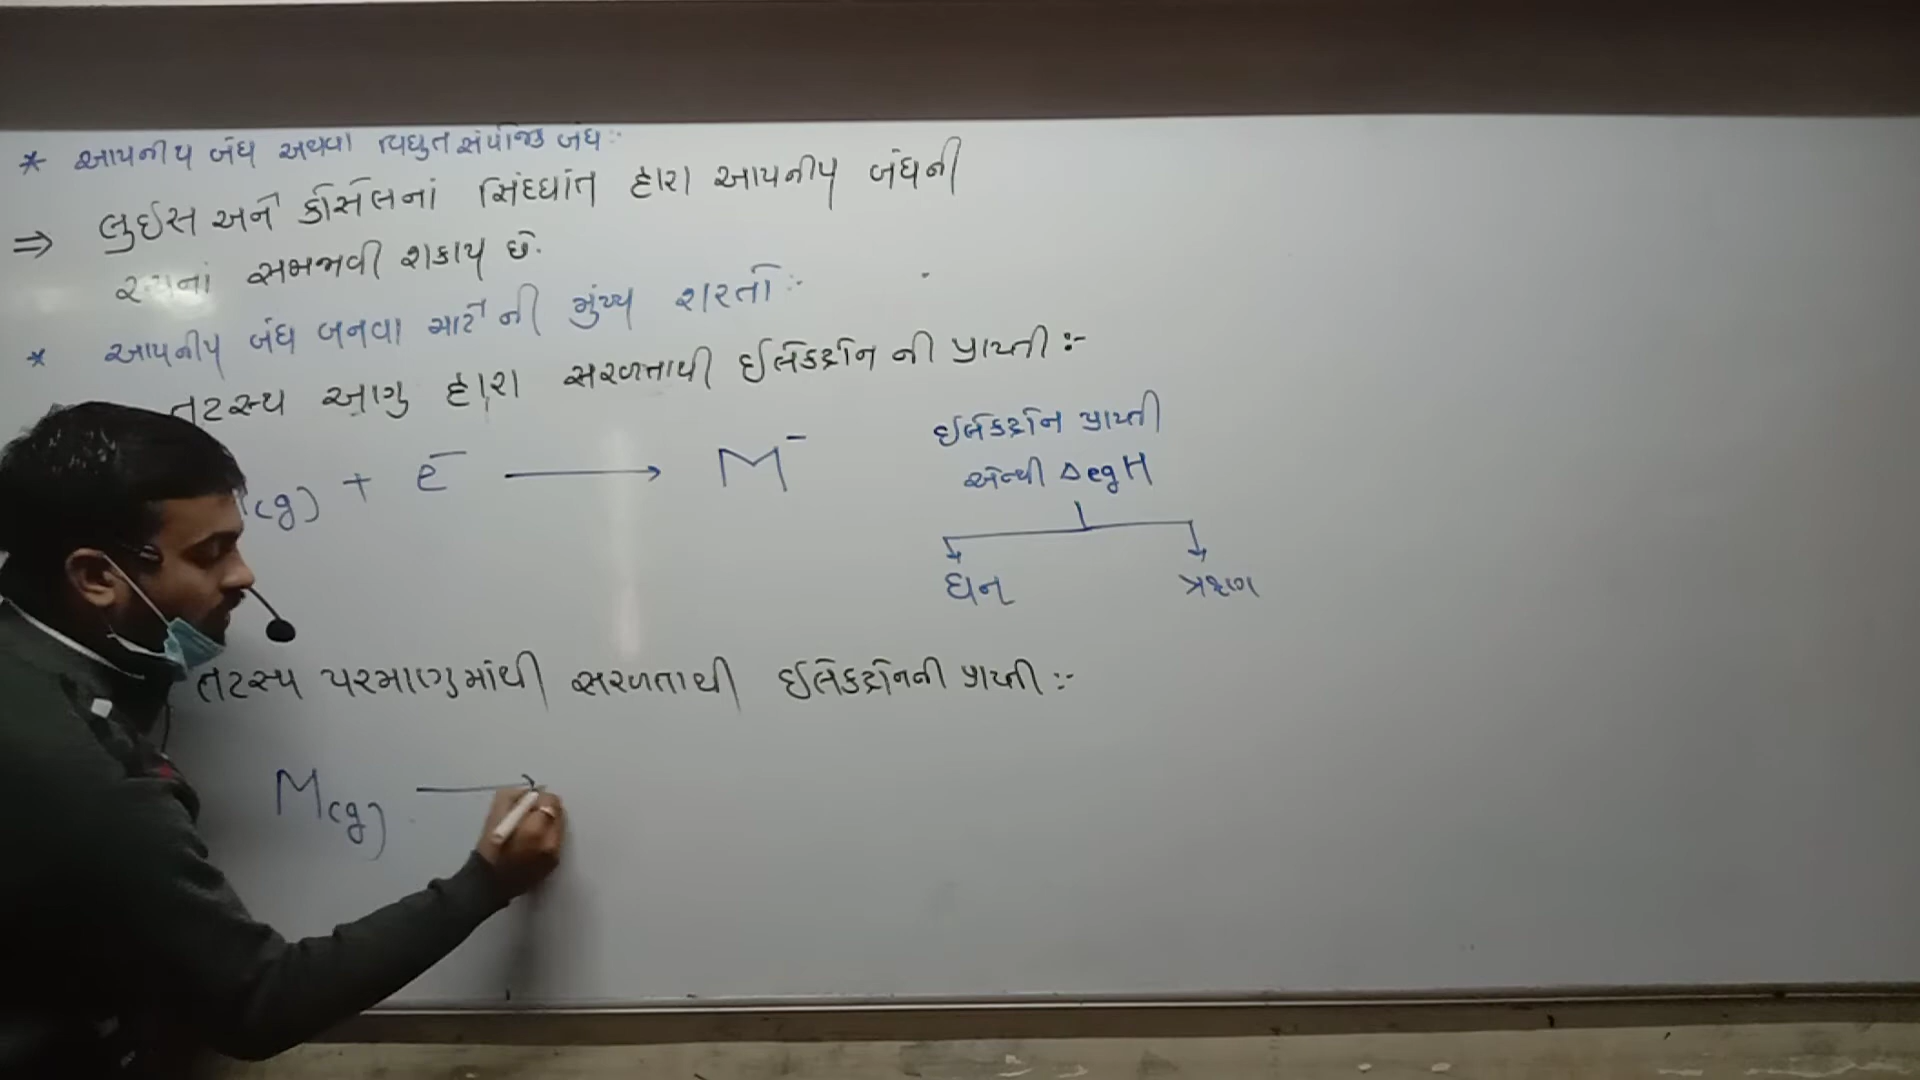 * આયનીય બંધ અથવા વિદ્યુત સંયોજક બંધ :-
⇒ લુઇસ અને કોસેલનાં સિદ્ધાંત દ્વારા આયનીય બંધની
રચનાં સમજાવી શકાય છે.
* આયનીય બંધ બનવા માટે ની મુખ્ય શરતો :-
તટસ્થ અણુ દ્વારા સરળતાથી ઈલેક્ટ્રોન ની પ્રાપ્તી :-
(g) + e⁻ ⟶ M⁻
ઈલેક્ટ્રોન પ્રાપ્તી
એન્થી ΔegH
ધન ઋણ
તટસ્થ પરમાણુમાંથી સરળતાથી ઈલેક્ટ્રોનની પ્રાપ્તી :-
M(g) ⟶